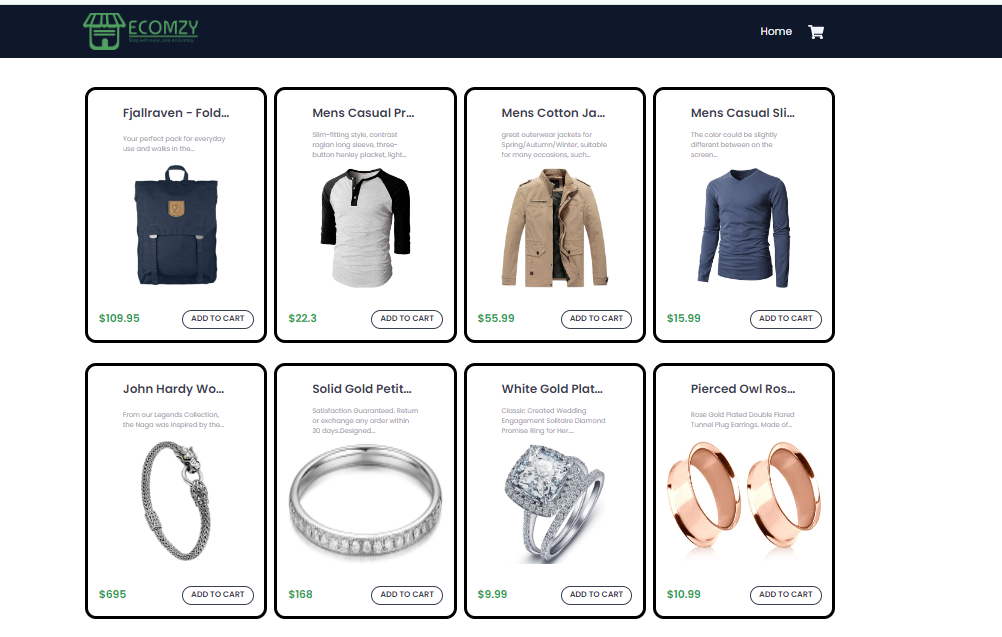 ECOMZY
Home
Fjallraven - Fold...
Your perfect pack for everyday
use and walks in the...
$109.95
ADD TO CART
Mens Casual Pr...
Slim-fitting style, contrast
raglan long sleeve, three-
button henley placket, light...
$22.3
ADD TO CART
Mens Cotton Ja...
great outerwear jackets for
Spring/Autumn/Winter, suitable
for many occasions, such...
$55.99
ADD TO CART
Mens Casual Sli...
The color could be slightly
different between on the
screen...
$15.99
ADD TO CART
John Hardy Wo...
From our Legends Collection,
the Naga was inspired by the...
$695
ADD TO CART
Solid Gold Petit...
Satisfaction Guaranteed. Return
or exchange any order within
30 days.Designed...
$168
ADD TO CART
White Gold Plat...
Classic Created Wedding
Engagement Solitaire Diamond
Promise Ring for Her....
$9.99
ADD TO CART
Pierced Owl Ros...
Rose Gold Plated Double Flared
Tunnel Plug Earrings. Made of...
$10.99
ADD TO CART